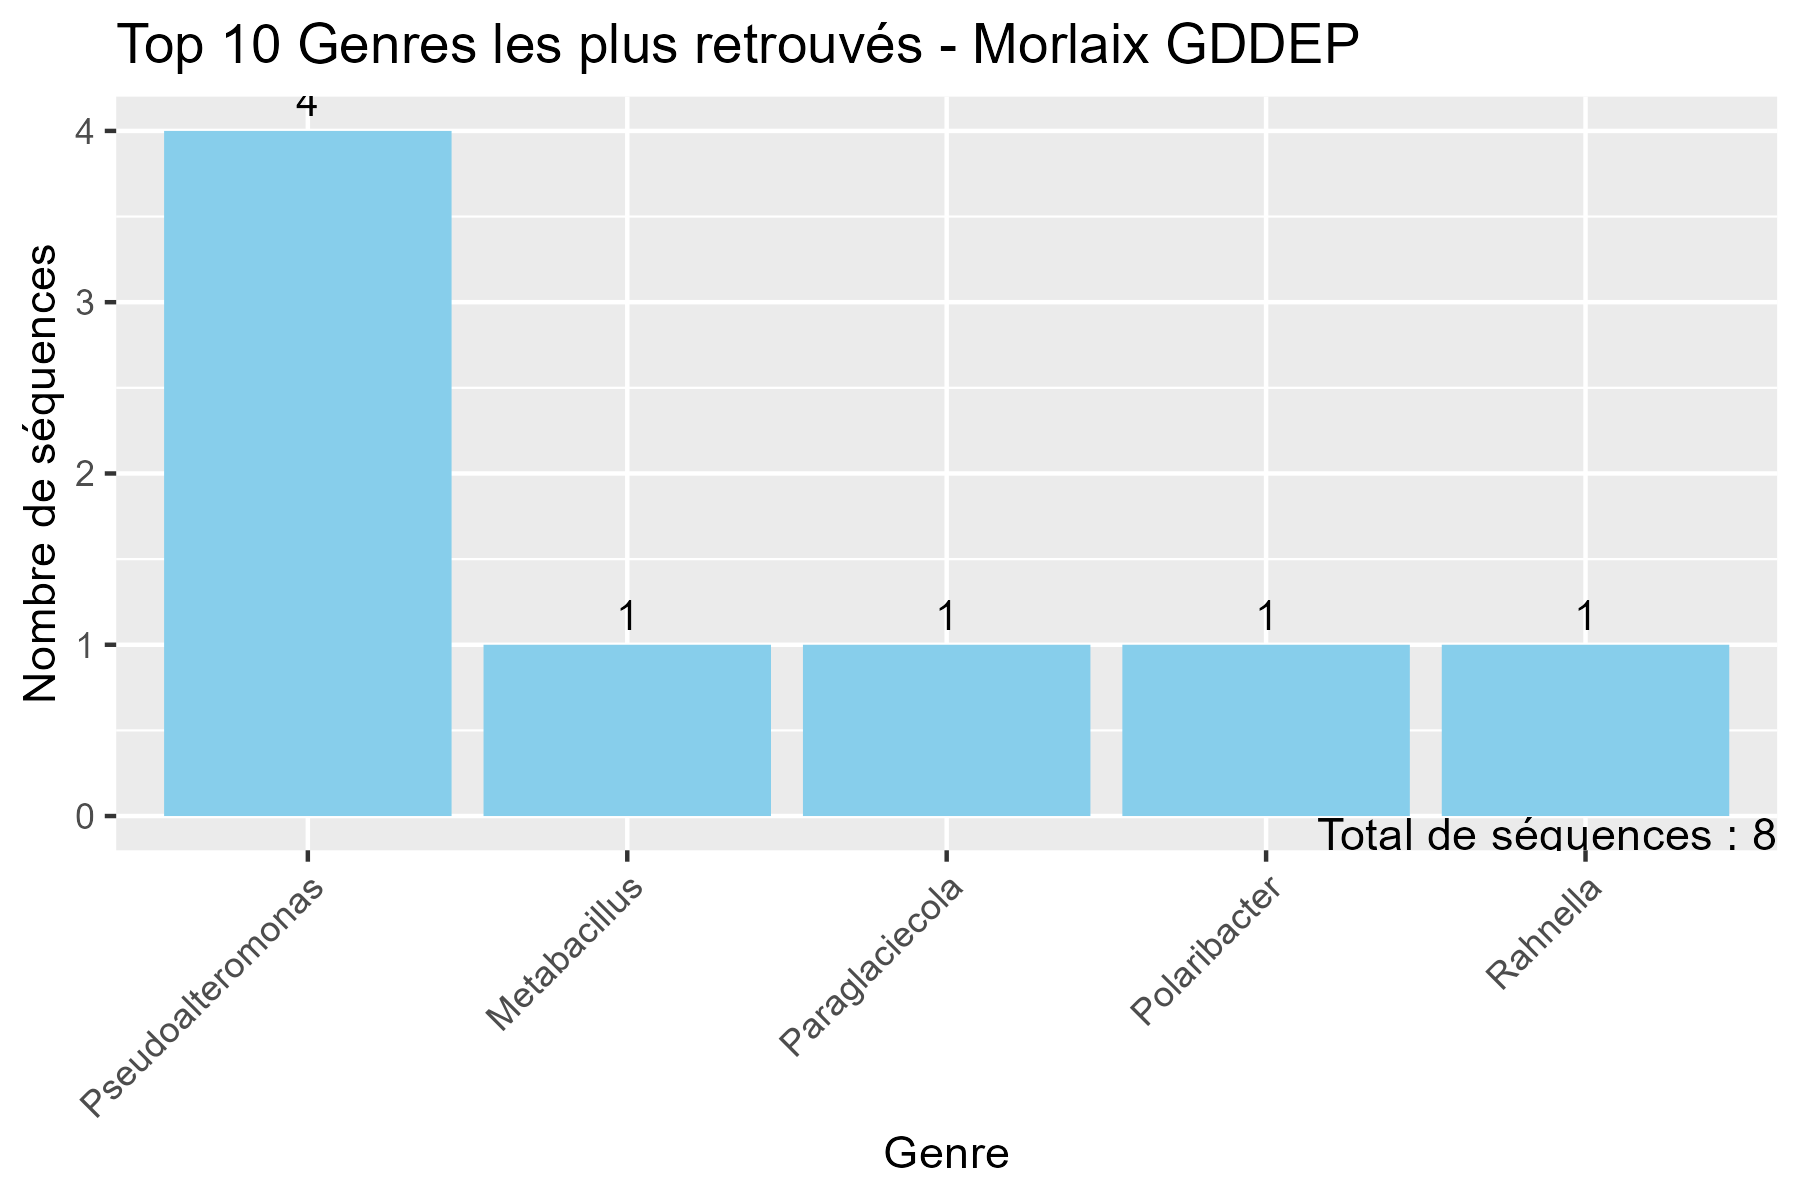 Top 10 Genres les plus retrouvés - Morlaix GDDEP
Nombre de séquences
4
3
2
1
0
4
1
1
1
1
Total de séquences : 8
Pseudoalteromonas
Metabacillus
Paraglaciecola
Polaribacter
Rahnella
Genre